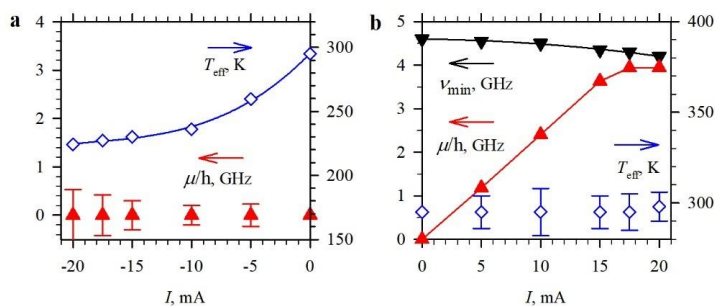 a
4
3
2
1
0
T_eff, K
μ/h, GHz
300
250
200
150
-20 -15 -10 -5 0
I, mA
b
5
4
3
2
1
0
ν_min, GHz
μ/h, GHz
T_eff, K
400
350
300
0 5 10 15 20
I, mA